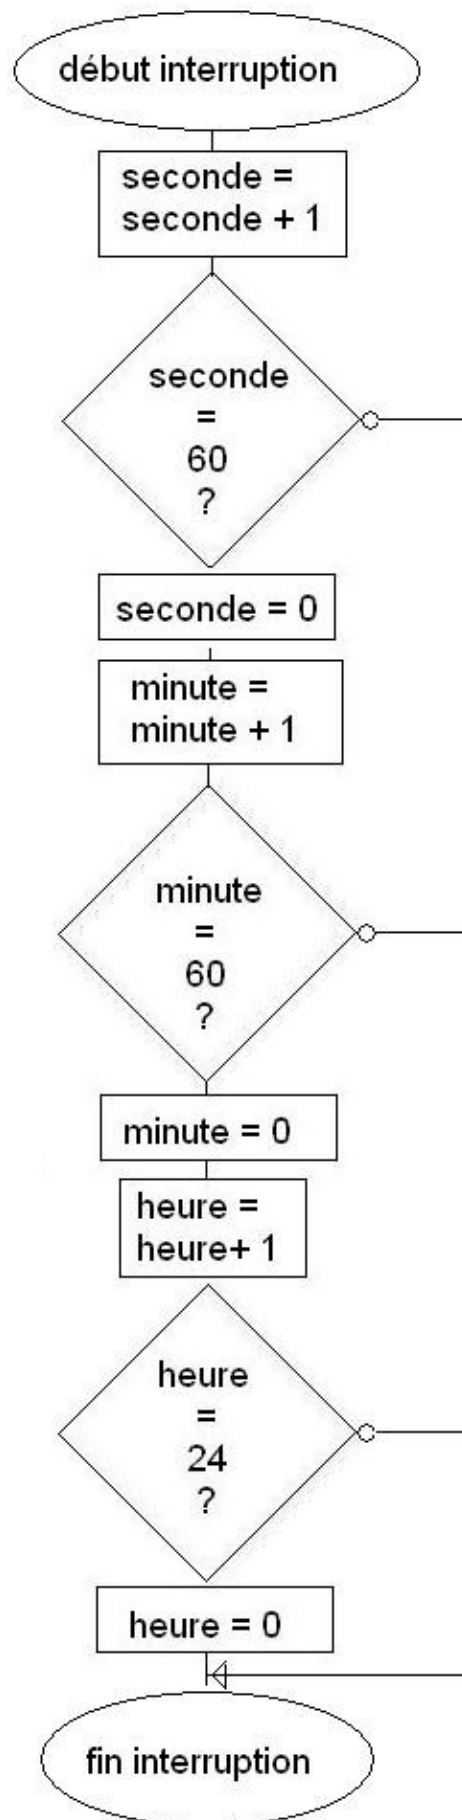 début interruption
seconde =
seconde + 1
seconde
=
60
?
seconde = 0
minute =
minute + 1
minute
=
60
?
minute = 0
heure =
heure+ 1
heure
=
24
?
heure = 0
fin interruption